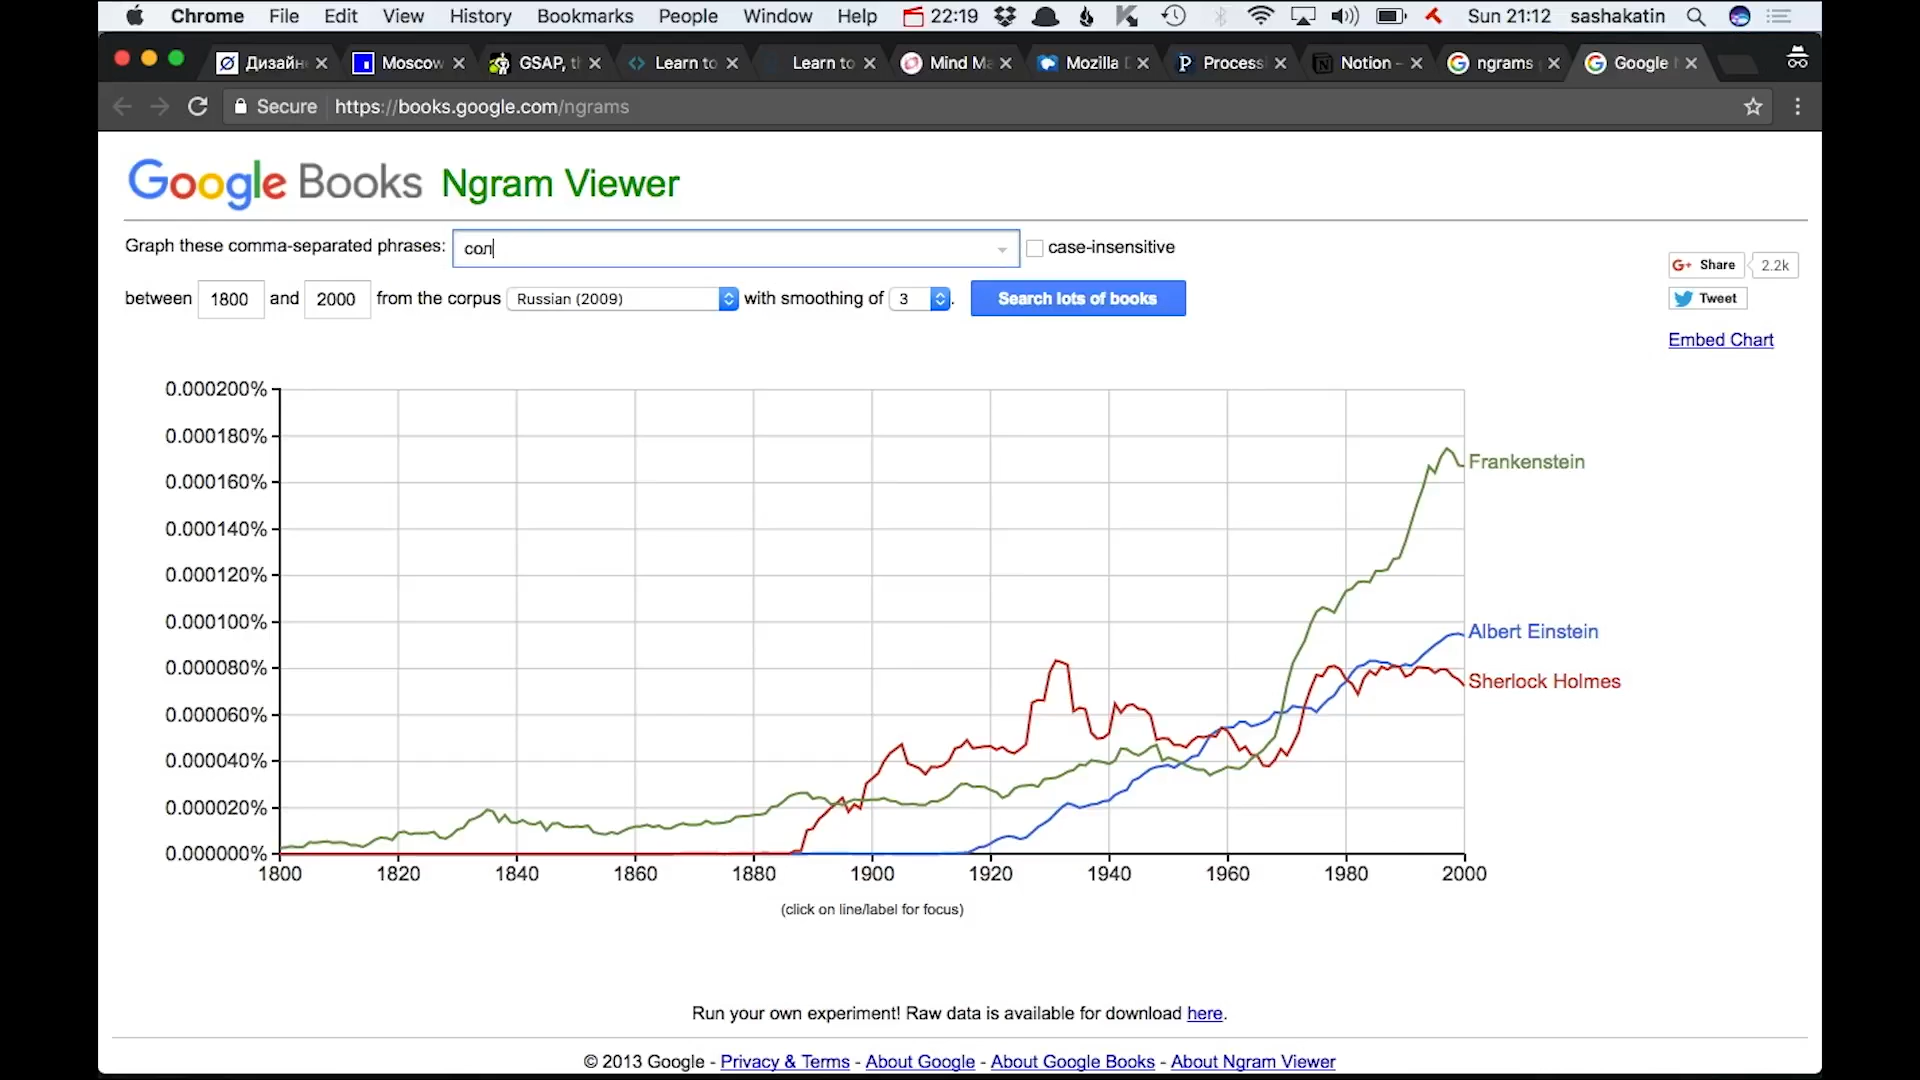 Chrome File Edit View History Bookmarks People Window Help 22:19 Sun 21:12 sashakatin
Дизайн Moscow GSAP, t Learn to Learn to Mind Ma Mozilla Process Notion - ngrams Google
Secure https://books.google.com/ngrams
Google Books Ngram Viewer
Graph these comma-separated phrases: сол case-insensitive
between 1800 and 2000 from the corpus Russian (2009) with smoothing of 3 . Search lots of books
G+ Share 2.2k
Tweet
Embed Chart
0.000200%
0.000180%
0.000160%
0.000140%
0.000120%
0.000100%
0.000080%
0.000060%
0.000040%
0.000020%
0.000000%
Frankenstein
Albert Einstein
Sherlock Holmes
1800 1820 1840 1860 1880 1900 1920 1940 1960 1980 2000
(click on line/label for focus)
Run your own experiment! Raw data is available for download here.
© 2013 Google - Privacy & Terms - About Google - About Google Books - About Ngram Viewer